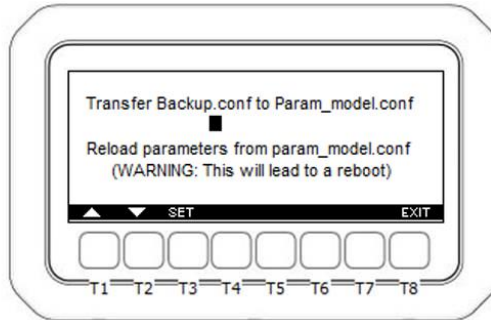 Transfer Backup.conf to Param_model.conf
Reload parameters from param_model.conf
(WARNING: This will lead to a reboot)
SET EXIT
T1 T2 T3 T4 T5 T6 T7 T8